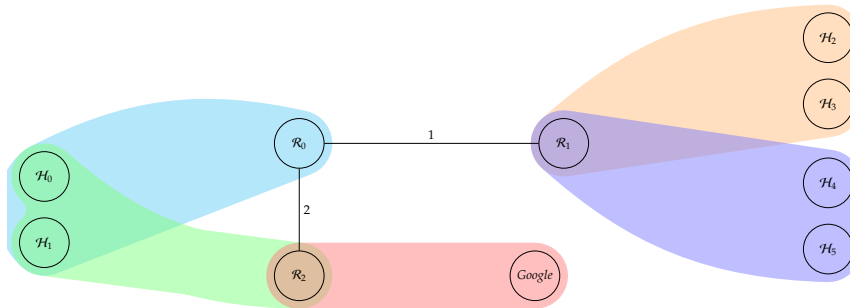 H₂
H₃
R₀
1
R₁
H₀
H₄
2
H₁
H₅
R₂
Google